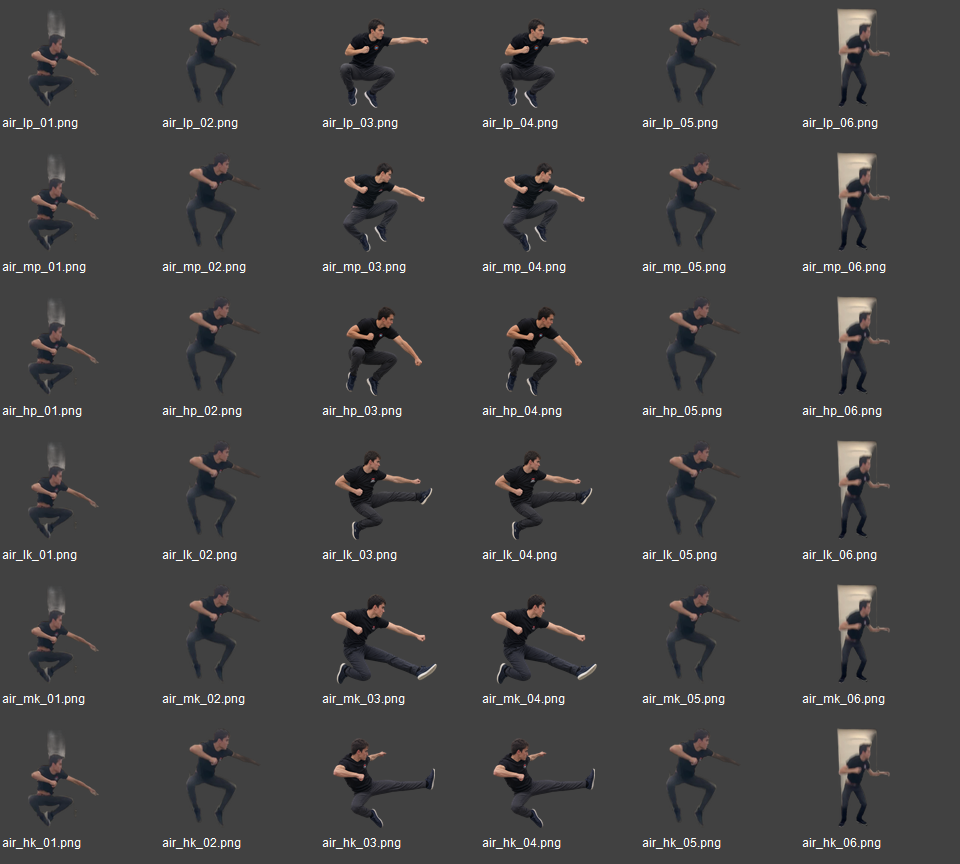 air_lp_01.png air_lp_02.png air_lp_03.png air_lp_04.png air_lp_05.png air_lp_06.png
air_mp_01.png air_mp_02.png air_mp_03.png air_mp_04.png air_mp_05.png air_mp_06.png
air_hp_01.png air_hp_02.png air_hp_03.png air_hp_04.png air_hp_05.png air_hp_06.png
air_lk_01.png air_lk_02.png air_lk_03.png air_lk_04.png air_lk_05.png air_lk_06.png
air_mk_01.png air_mk_02.png air_mk_03.png air_mk_04.png air_mk_05.png air_mk_06.png
air_hk_01.png air_hk_02.png air_hk_03.png air_hk_04.png air_hk_05.png air_hk_06.png